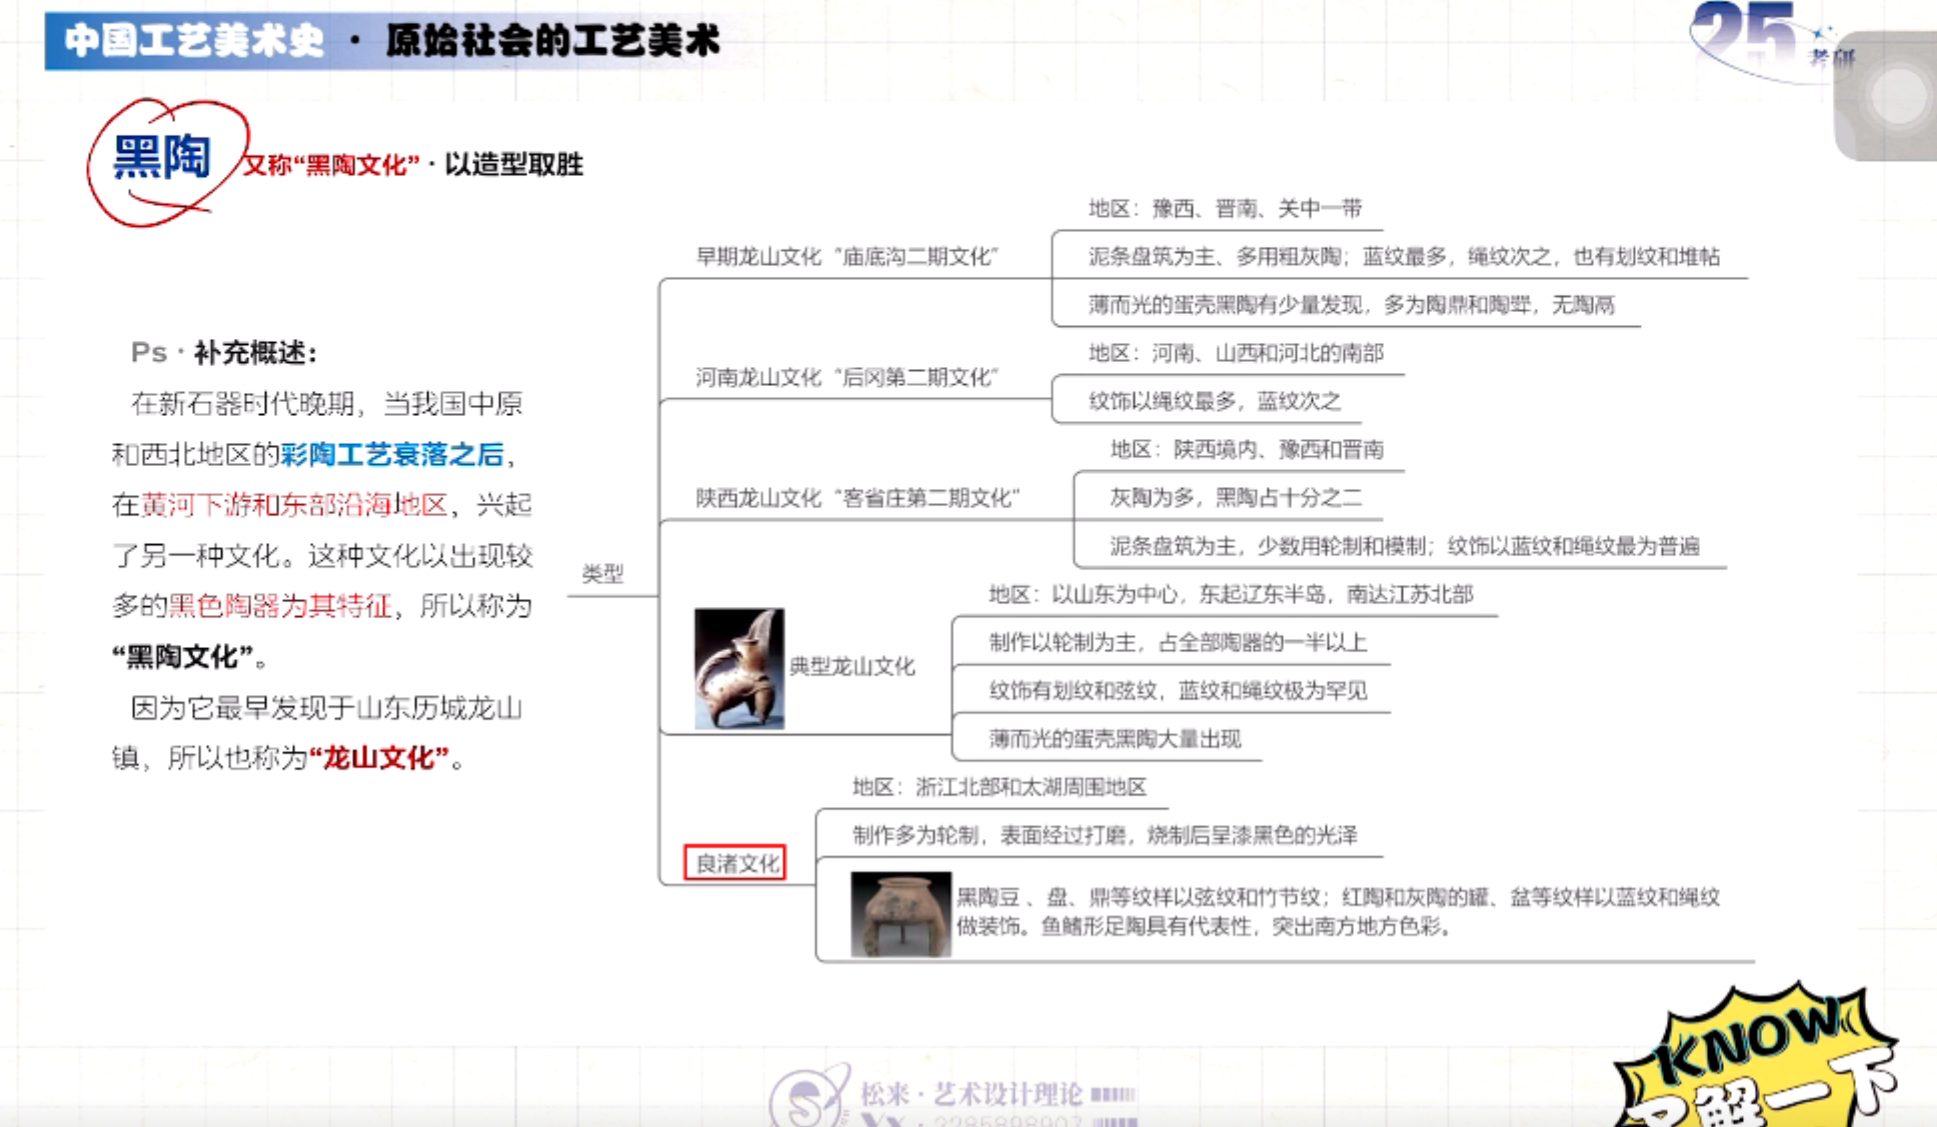 中国工艺美术史 · 原始社会的工艺美术
25
考研
黑陶
又称“黑陶文化” · 以造型取胜
Ps · 补充概述：
在新石器时代晚期，当我国中原
和西北地区的彩陶工艺衰落之后，
在黄河下游和东部沿海地区，兴起
了另一种文化。这种文化以出现较
多的黑色陶器为其特征，所以称为
“黑陶文化”。
因为它最早发现于山东历城龙山
镇，所以也称为“龙山文化”。
类型
早期龙山文化“庙底沟二期文化”
地区：豫西、晋南、关中一带
泥条盘筑为主、多用粗灰陶；蓝纹最多，绳纹次之，也有划纹和堆帖
薄而光的蛋壳黑陶有少量发现，多为陶鼎和陶斝，无陶鬲
河南龙山文化“后冈第二期文化”
地区：河南、山西和河北的南部
纹饰以绳纹最多，蓝纹次之
陕西龙山文化“客省庄第二期文化”
地区：陕西境内、豫西和晋南
灰陶为多，黑陶占十分之二
泥条盘筑为主，少数用轮制和模制；纹饰以蓝纹和绳纹最为普遍
典型龙山文化
地区：以山东为中心，东起辽东半岛，南达江苏北部
制作以轮制为主，占全部陶器的一半以上
纹饰有划纹和弦纹，蓝纹和绳纹极为罕见
薄而光的蛋壳黑陶大量出现
良渚文化
地区：浙江北部和太湖周围地区
制作多为轮制，表面经过打磨，烧制后呈漆黑色的光泽
黑陶豆 、盘、鼎等纹样以弦纹和竹节纹；红陶和灰陶的罐、盆等纹样以蓝纹和绳纹
做装饰。鱼鳍形足陶具有代表性，突出南方地方色彩。
KNOW
了解一下
松来 · 艺术设计理论